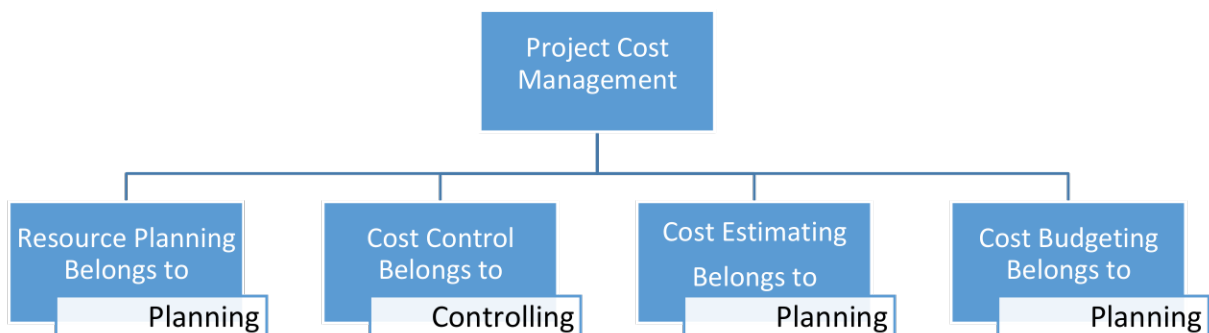 Project Cost
Management
Resource Planning
Belongs to
Planning
Cost Control
Belongs to
Controlling
Cost Estimating
Belongs to
Planning
Cost Budgeting
Belongs to
Planning